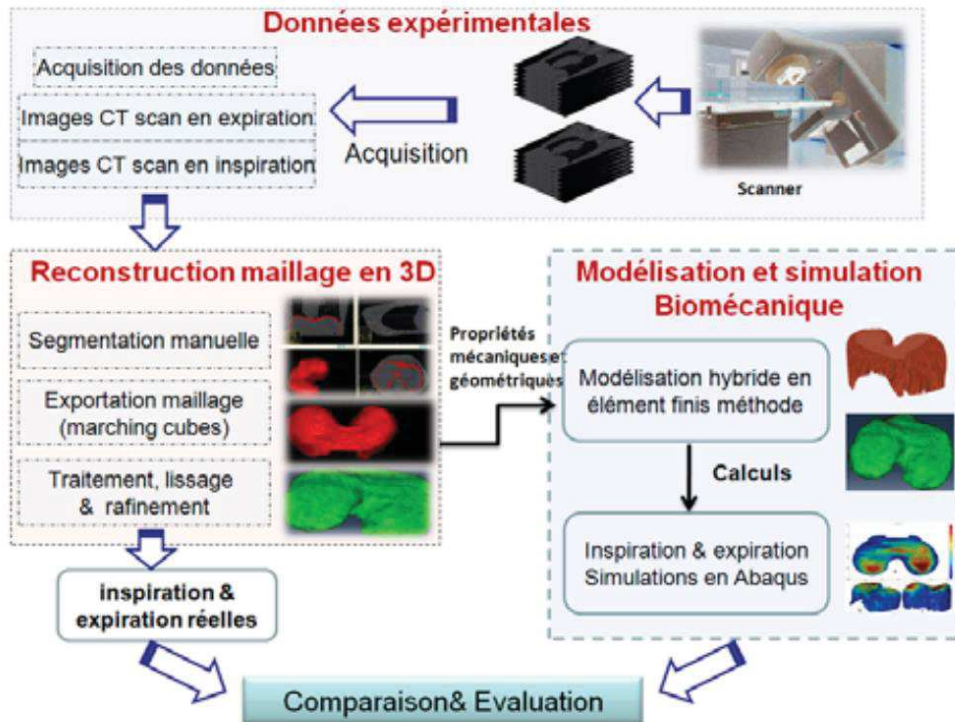 Données expérimentales
Acquisition des données
Images CT scan en expiration
Images CT scan en inspiration
Acquisition
Scanner
Reconstruction maillage en 3D
Segmentation manuelle
Exportation maillage
(marching cubes)
Traitement, lissage
& rafinement
Propriétés
mécaniques et
géométriques
Modélisation et simulation
Biomécanique
Modélisation hybride en
élément finis méthode
Calculs
Inspiration & expiration
Simulations en Abaqus
inspiration &
expiration réelles
Comparaison& Evaluation